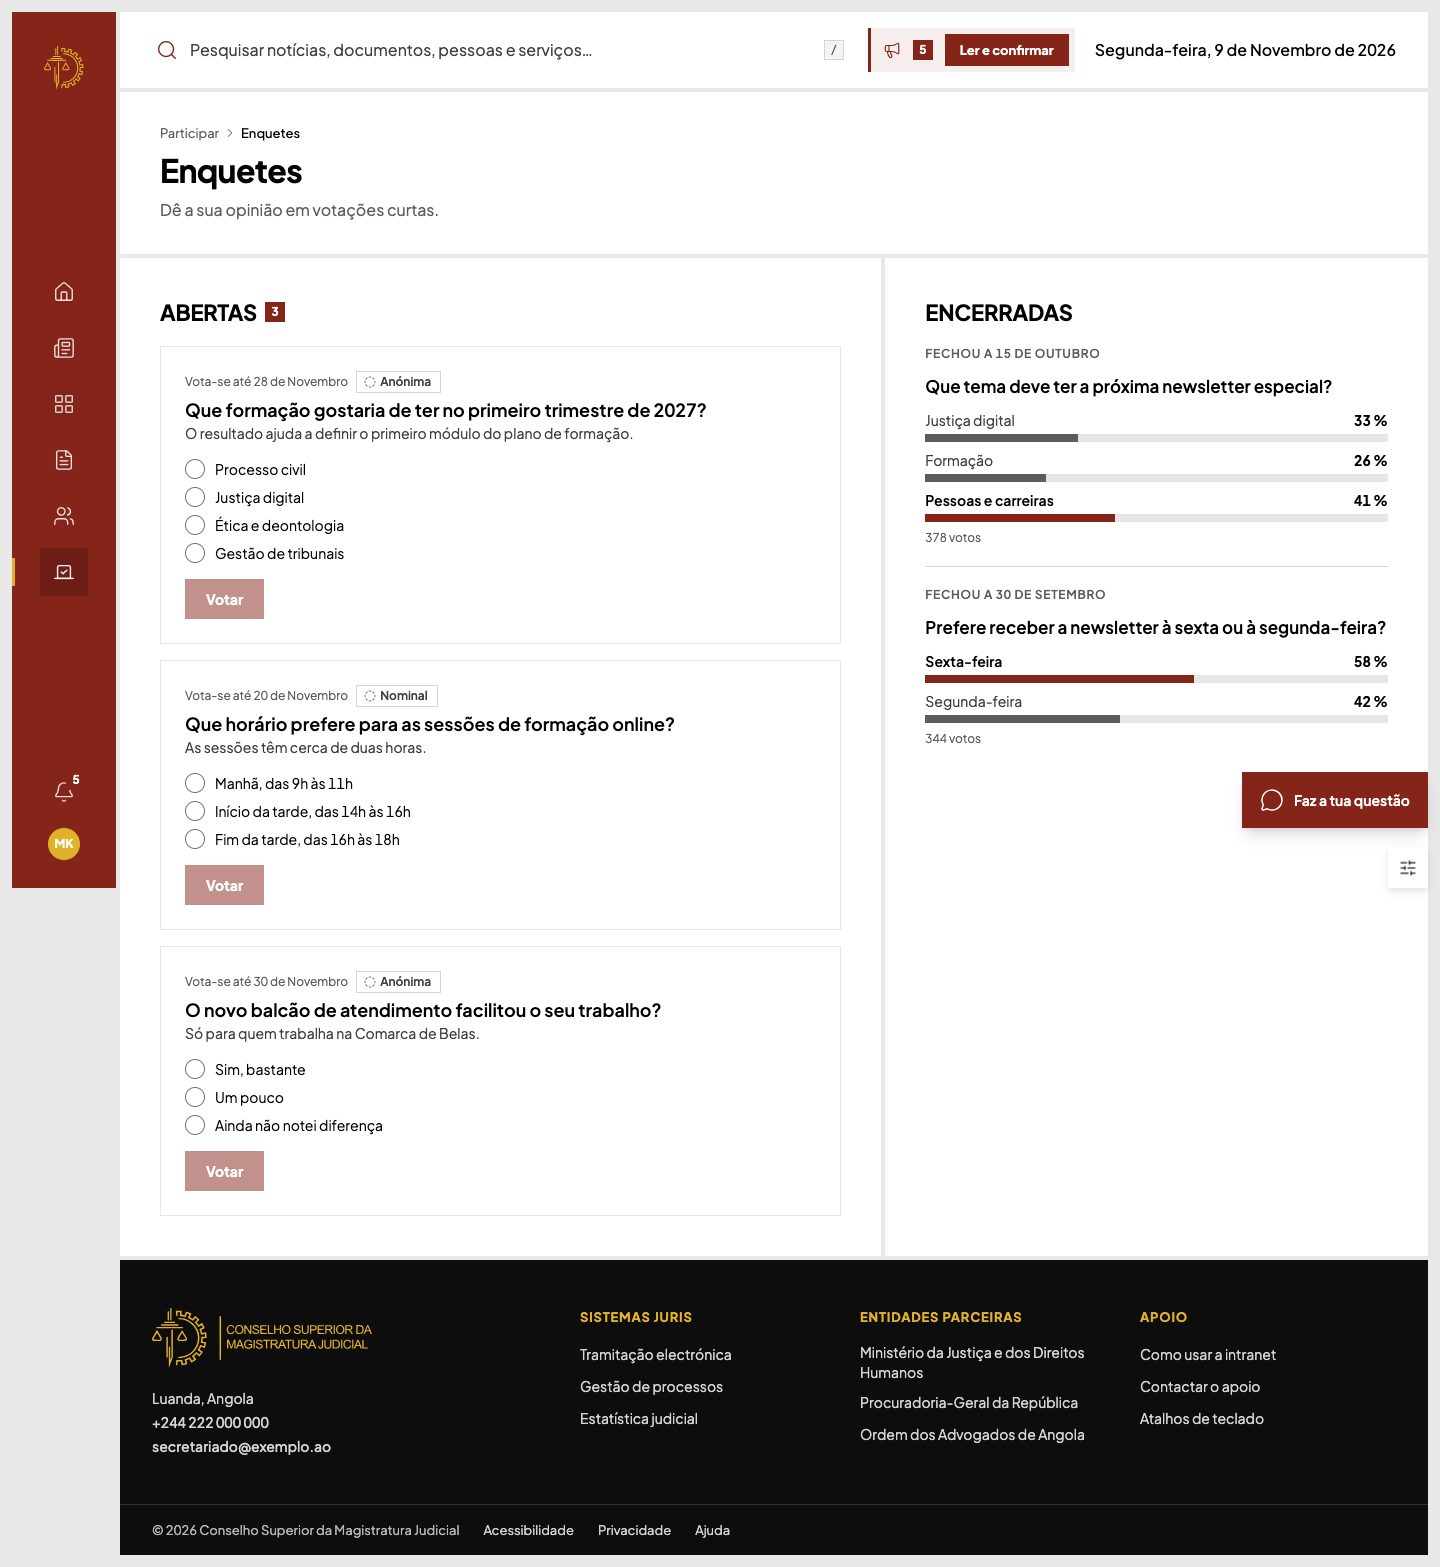 Pesquisar notícias, documentos, pessoas e serviços...
/
5
Ler e confirmar
Segunda-feira, 9 de Novembro de 2026
Participar > Enquetes
Enquetes
Dê a sua opinião em votações curtas.
ABERTAS 3
Vota-se até 28 de Novembro Anónima
Que formação gostaria de ter no primeiro trimestre de 2027?
O resultado ajuda a definir o primeiro módulo do plano de formação.
Processo civil
Justiça digital
Ética e deontologia
Gestão de tribunais
Votar
Vota-se até 20 de Novembro Nominal
Que horário prefere para as sessões de formação online?
As sessões têm cerca de duas horas.
Manhã, das 9h às 11h
Início da tarde, das 14h às 16h
Fim da tarde, das 16h às 18h
Votar
Vota-se até 30 de Novembro Anónima
O novo balcão de atendimento facilitou o seu trabalho?
Só para quem trabalha na Comarca de Belas.
Sim, bastante
Um pouco
Ainda não notei diferença
Votar
ENCERRADAS
FECHOU A 15 DE OUTUBRO
Que tema deve ter a próxima newsletter especial?
Justiça digital 33 %
Formação 26 %
Pessoas e carreiras 41 %
378 votos
FECHOU A 30 DE SETEMBRO
Prefere receber a newsletter à sexta ou à segunda-feira?
Sexta-feira 58 %
Segunda-feira 42 %
344 votos
Faz a tua questão
5
MK
CONSELHO SUPERIOR DA
MAGISTRATURA JUDICIAL
Luanda, Angola
+244 222 000 000
secretariado@exemplo.ao
SISTEMAS JURIS
Tramitação electrónica
Gestão de processos
Estatística judicial
ENTIDADES PARCEIRAS
Ministério da Justiça e dos Direitos
Humanos
Procuradoria-Geral da República
Ordem dos Advogados de Angola
APOIO
Como usar a intranet
Contactar o apoio
Atalhos de teclado
© 2026 Conselho Superior da Magistratura Judicial Acessibilidade Privacidade Ajuda